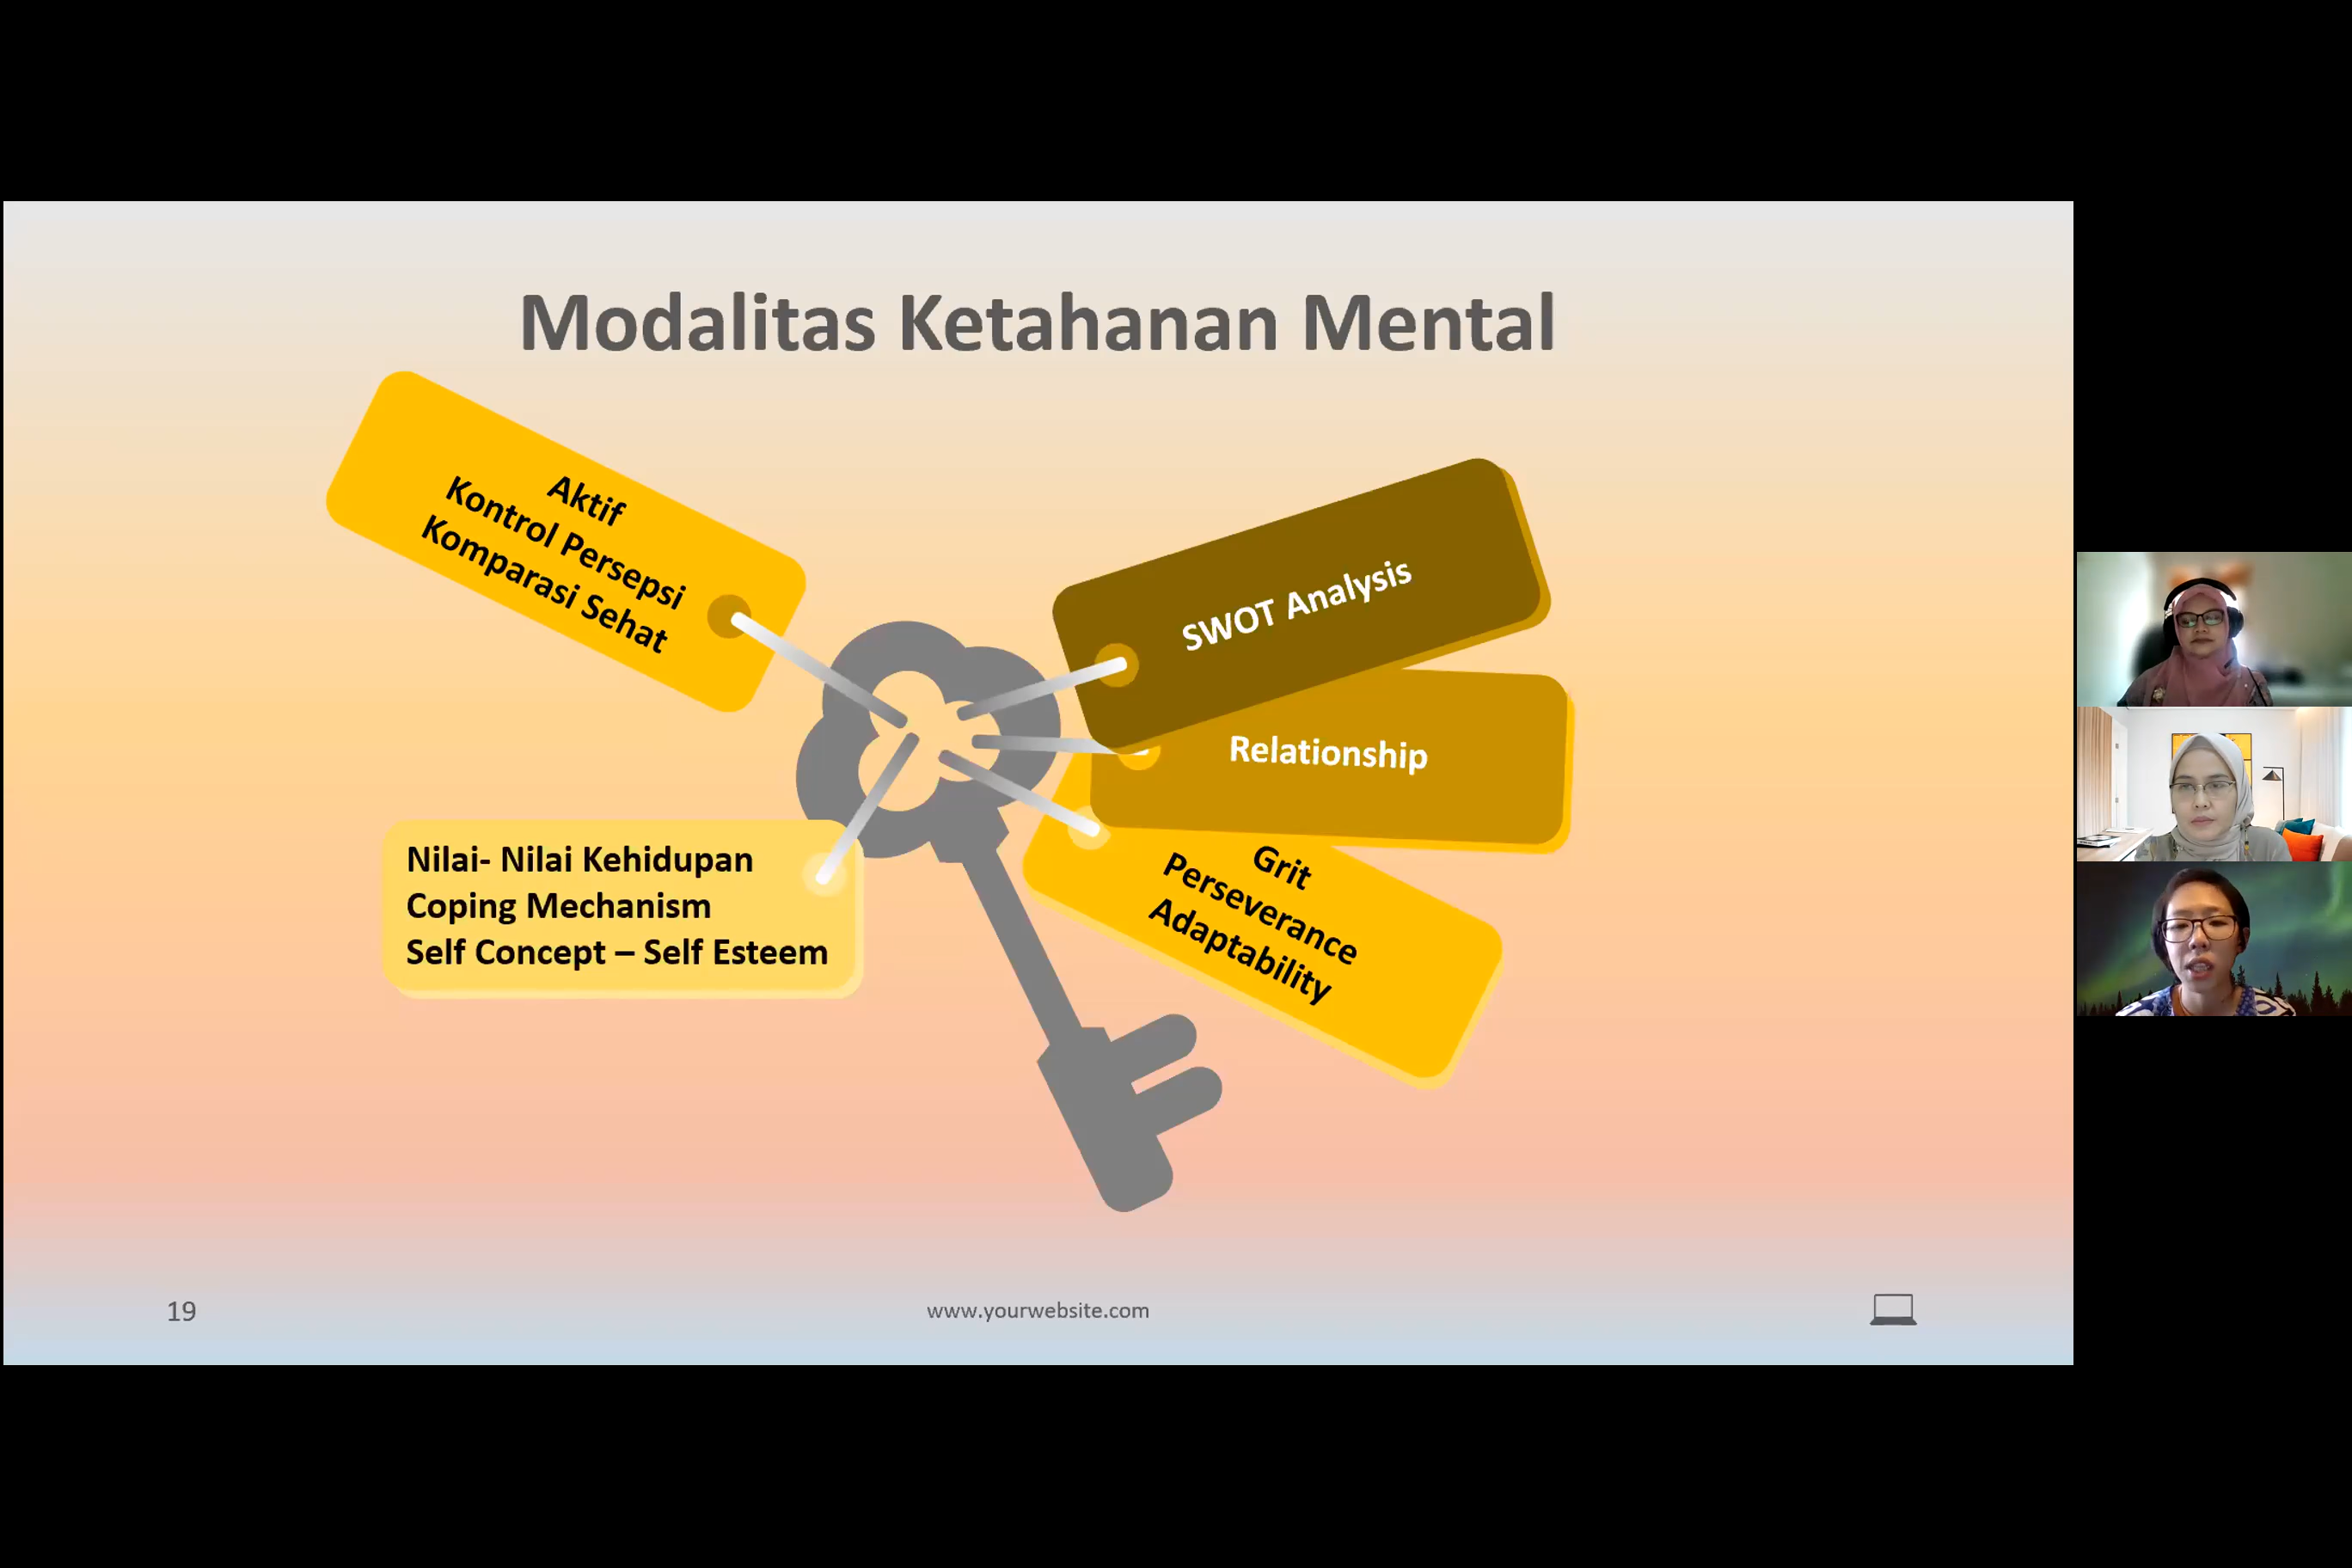 Modalitas Ketahanan Mental
Aktif
Kontrol Persepsi
Komparasi Sehat
SWOT Analysis
Relationship
Grit
Perseverance
Adaptability
Nilai- Nilai Kehidupan
Coping Mechanism
Self Concept – Self Esteem
19
www.yourwebsite.com